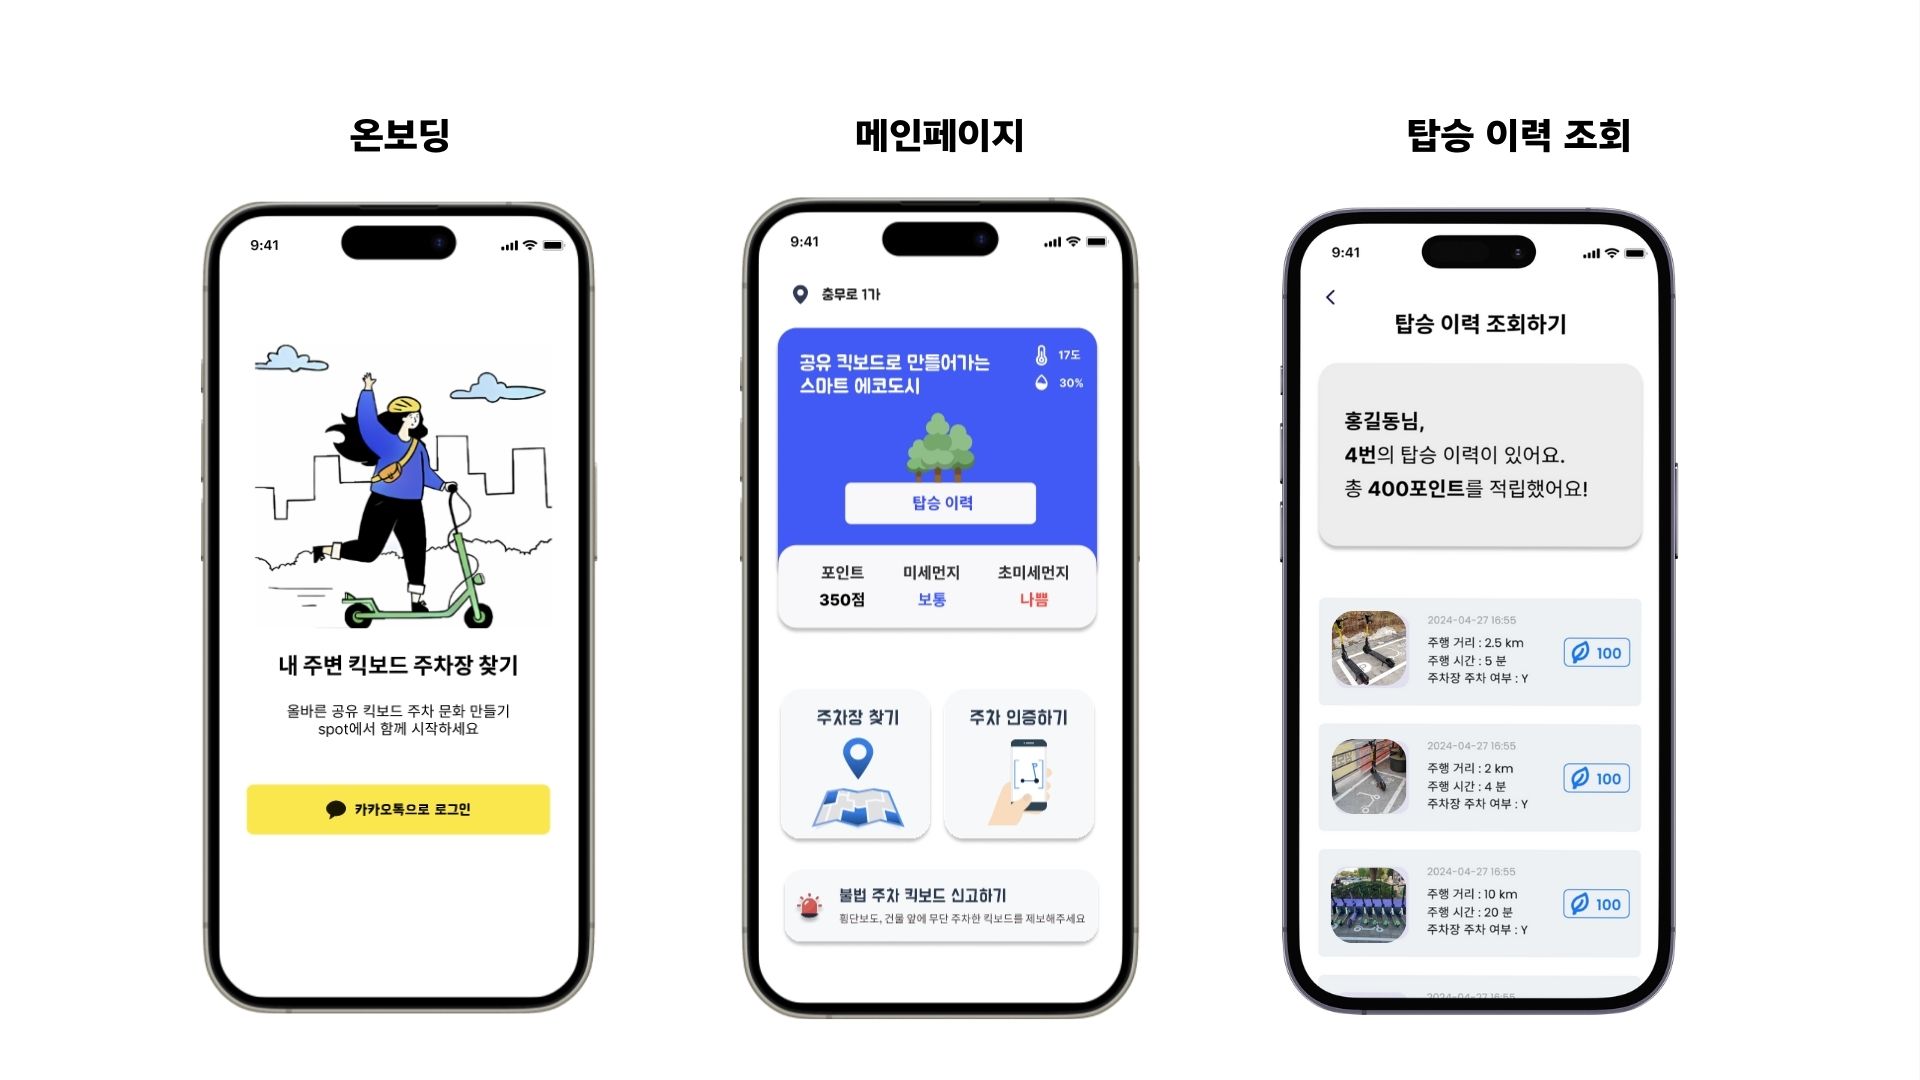 온보딩
9:41
내 주변 킥보드 주차장 찾기
올바른 공유 킥보드 주차 문화 만들기
spot에서 함께 시작하세요
카카오톡으로 로그인
메인페이지
9:41
충무로 1가
공유 킥보드로 만들어가는
스마트 에코도시
17도
30%
탑승 이력
포인트 미세먼지 초미세먼지
350점 보통 나쁨
주차장 찾기
주차 인증하기
불법 주차 킥보드 신고하기
횡단보도, 건물 앞에 무단 주차한 킥보드를 제보해주세요
탑승 이력 조회
9:41
탑승 이력 조회하기
홍길동님,
4번의 탑승 이력이 있어요.
총 400포인트를 적립했어요!
2024-04-27 16:55
주행 거리 : 2.5 km
주행 시간 : 5 분
주차장 주차 여부 : Y
100
2024-04-27 16:55
주행 거리 : 2 km
주행 시간 : 4 분
주차장 주차 여부 : Y
100
2024-04-27 16:55
주행 거리 : 10 km
주행 시간 : 20 분
주차장 주차 여부 : Y
100
2024-04-27 16:55